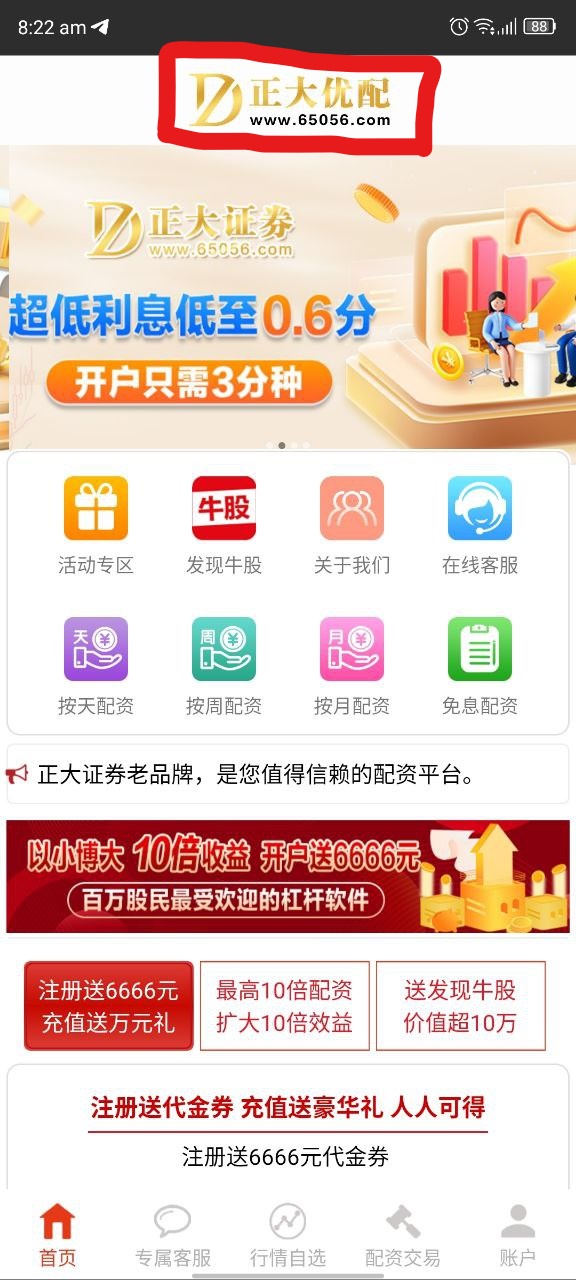 8:22 am
88
正大优配
www.65056.com
正大证券
www.65056.com
超低利息低至0.6分
开户只需3分种
牛股
活动专区
发现牛股
关于我们
在线客服
天
周
月
按天配资
按周配资
按月配资
免息配资
正大证券老品牌，是您值得信赖的配资平台。
以小博大 10倍收益 开户送6666元
百万股民最受欢迎的杠杆软件
注册送6666元
充值送万元礼
最高10倍配资
扩大10倍效益
送发现牛股
价值超10万
注册送代金券 充值送豪华礼 人人可得
注册送6666元代金券
首页
专属客服
行情自选
配资交易
账户